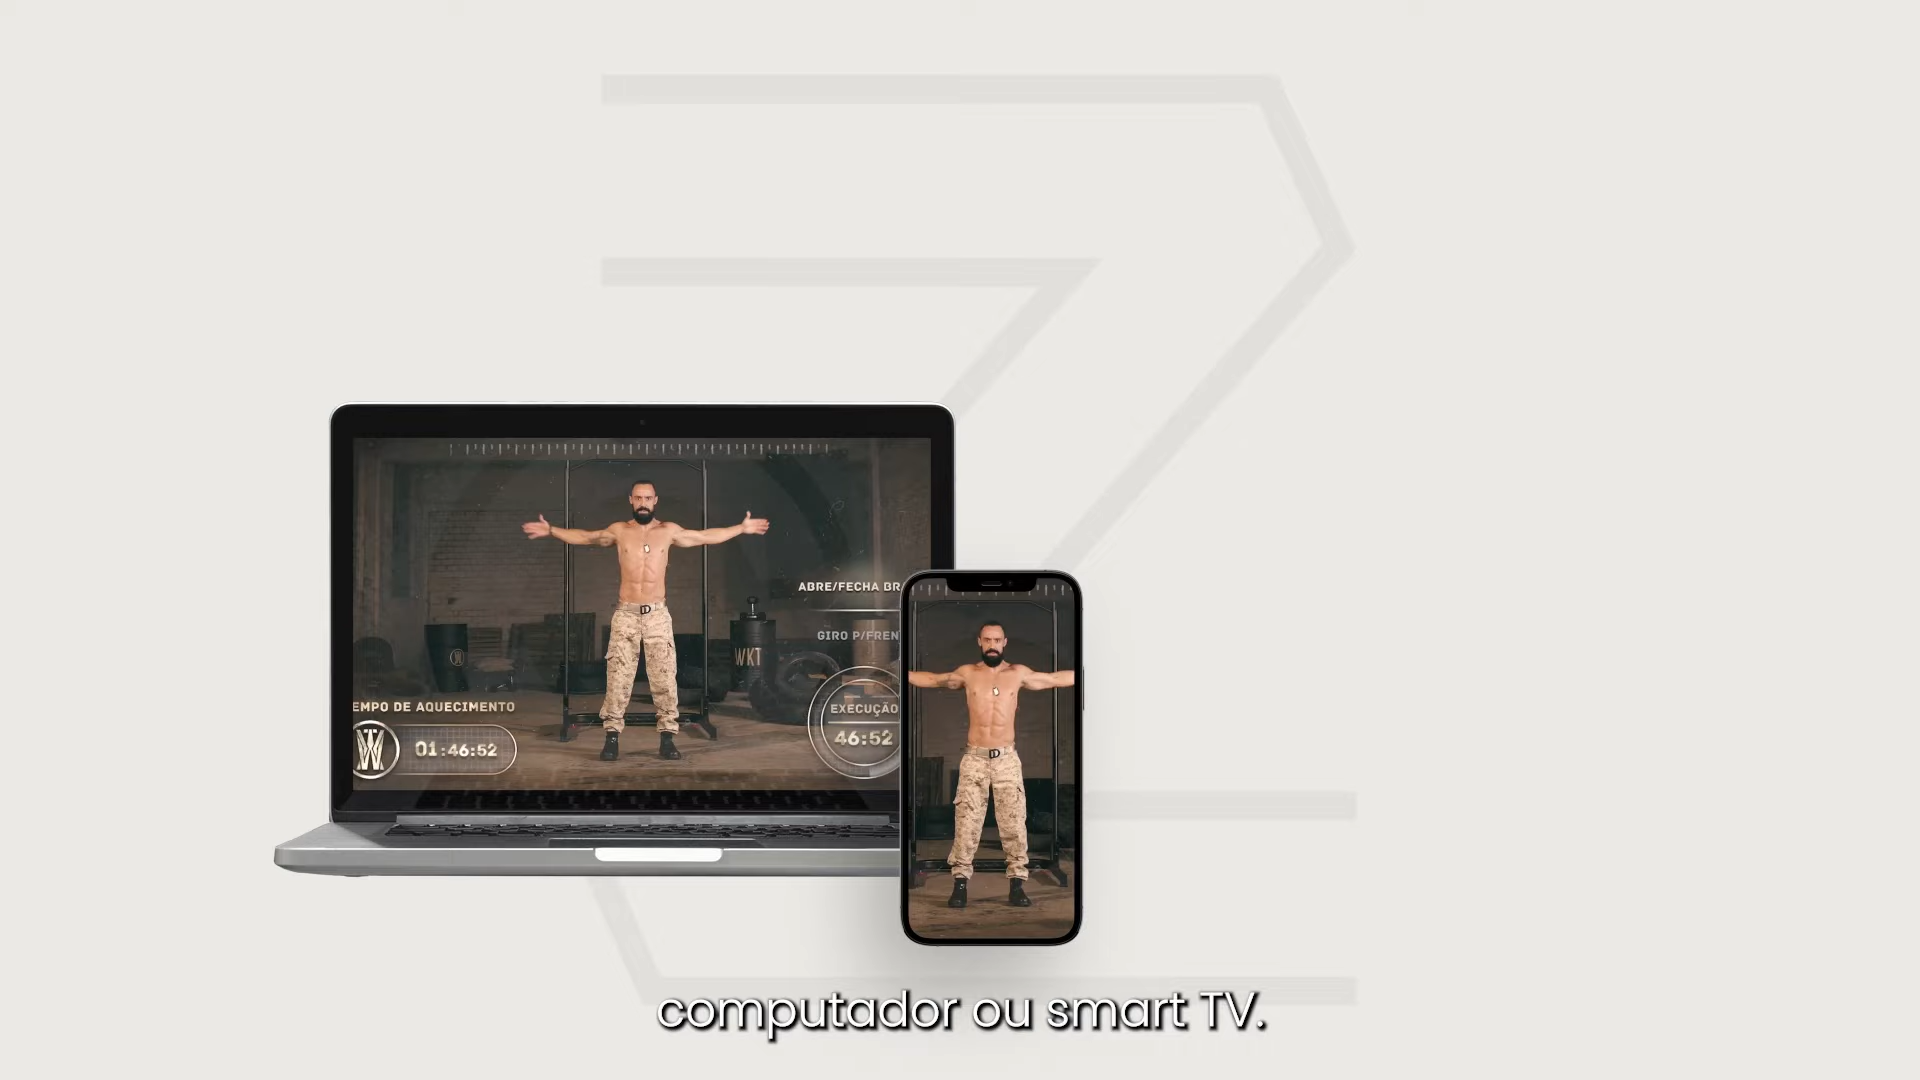 ABRE/FECHA BR
GIRO P/FREN
WKT
EMPO DE AQUECIMENTO
01:46:52
EXECUÇÃO
46:52
computador ou smart TV.